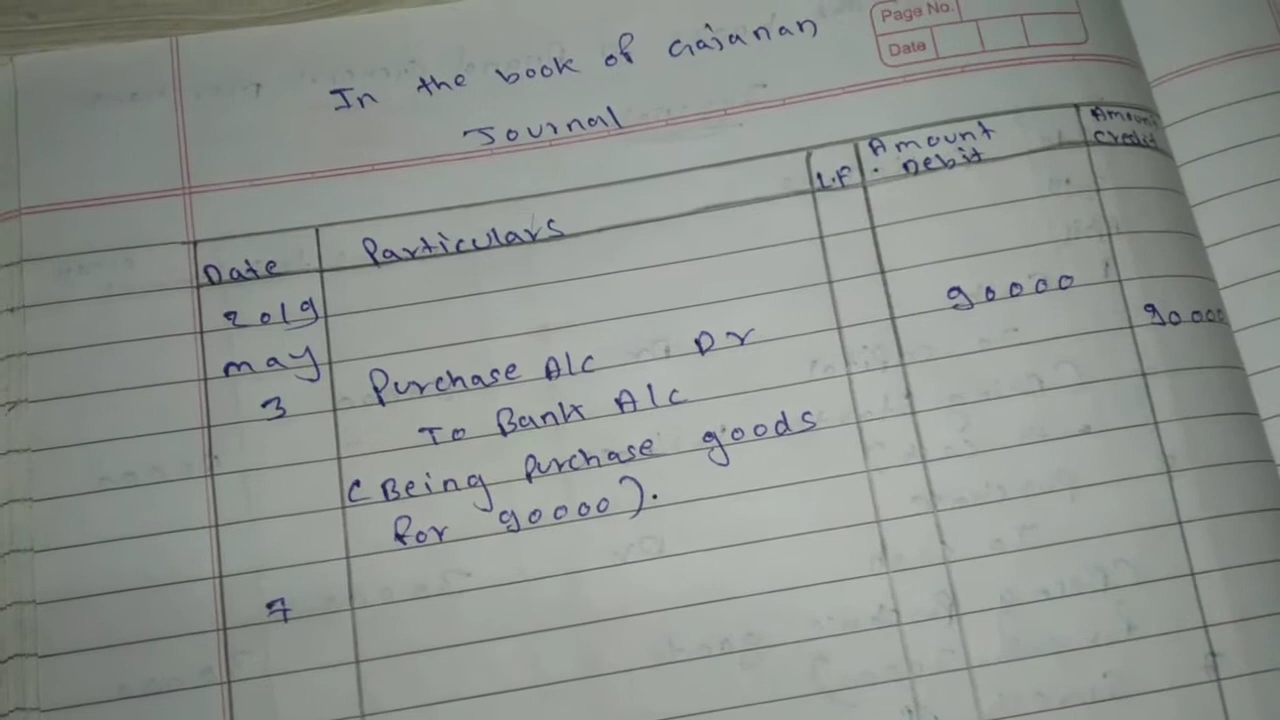 Page No.
Date
In the book of Gajanan
Journal
Date Particulars L.F Amount Debit Amount Credit
2019
may
3 Purchase A/c Dr 90000
To Bank A/c 90000
(Being purchase goods
for 90000).
7